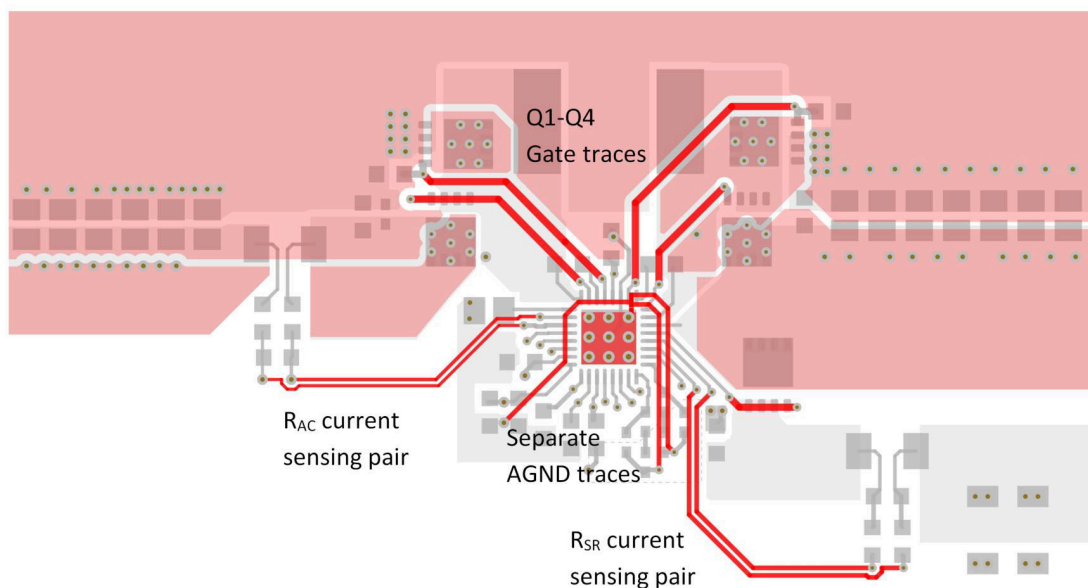 Q1-Q4
Gate traces
RAC current
sensing pair
Separate
AGND traces
RSR current
sensing pair